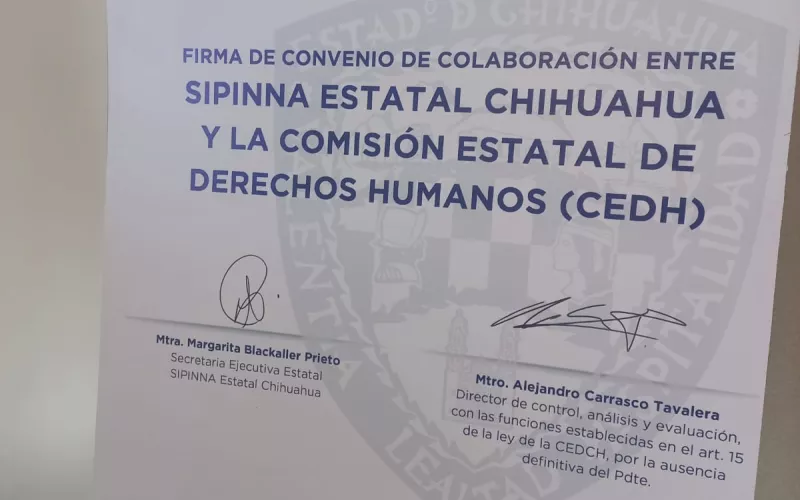 ESTADO D CHIHUAHUA
FIRMA DE CONVENIO DE COLABORACIÓN ENTRE
SIPINNA ESTATAL CHIHUAHUA
Y LA COMISIÓN ESTATAL DE
DERECHOS HUMANOS (CEDH)
Mtra. Margarita Blackaller Prieto
Secretaria Ejecutiva Estatal
SIPINNA Estatal Chihuahua
Mtro. Alejandro Carrasco Tavalera
Director de control, análisis y evaluación,
con las funciones establecidas en el art. 15
de la ley de la CEDCH, por la ausencia
definitiva del Pdte.